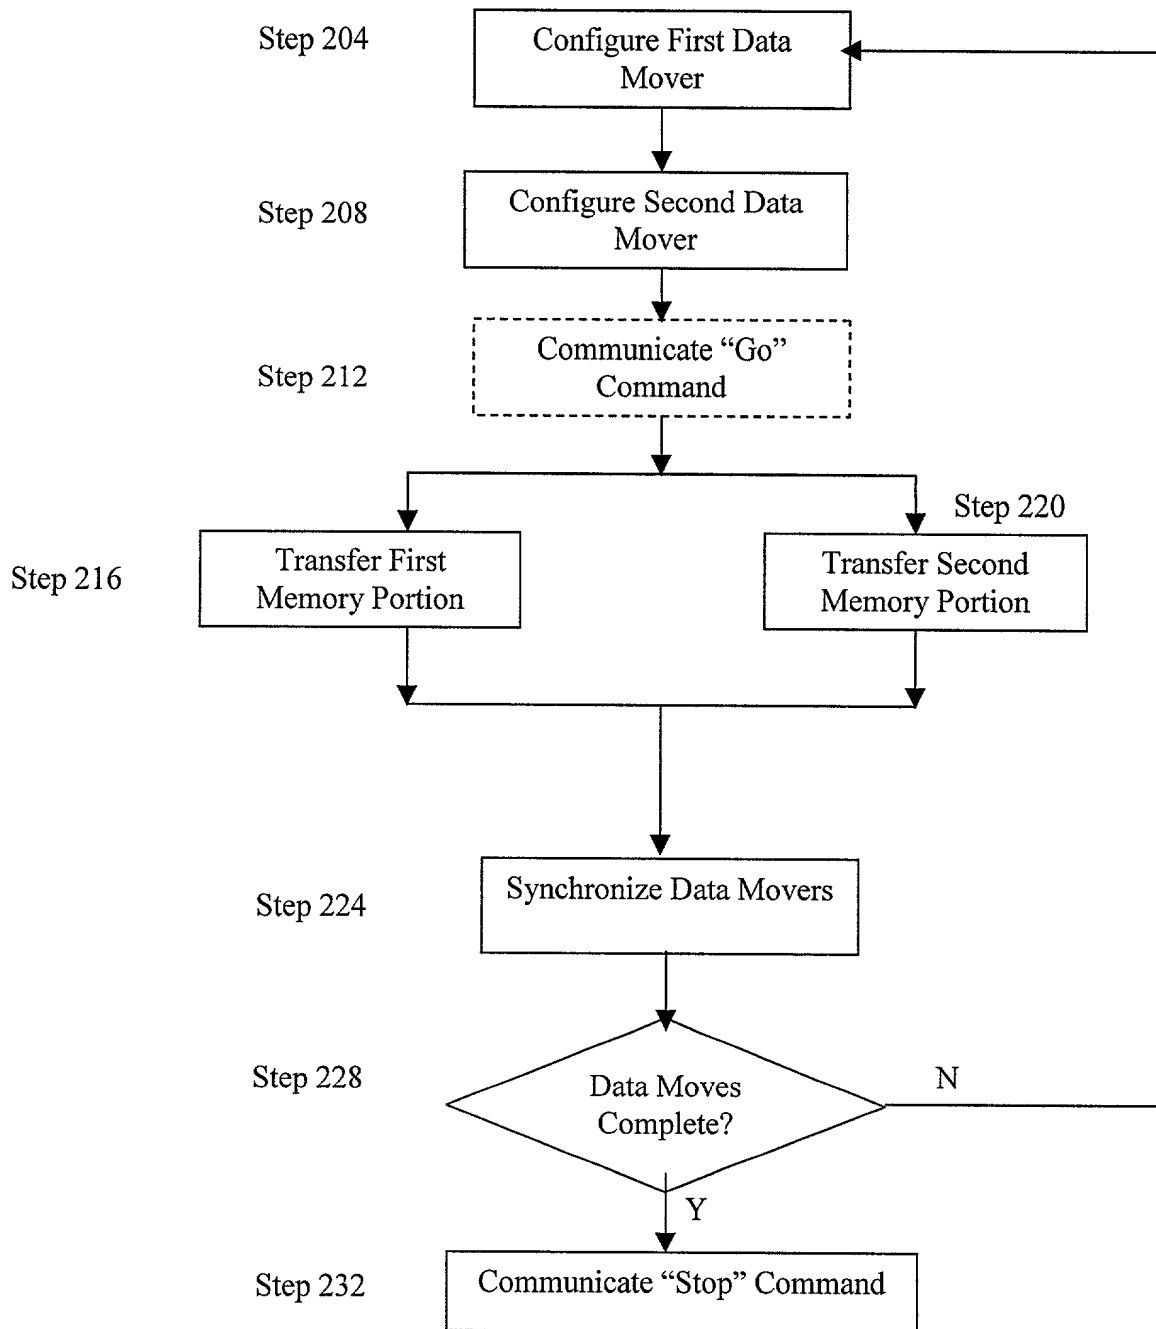 Step 204
Configure First Data
Mover
Step 208
Configure Second Data
Mover
Step 212
Communicate “Go”
Command
Step 220
Step 216
Transfer First
Memory Portion
Transfer Second
Memory Portion
Step 224
Synchronize Data Movers
Step 228
Data Moves
Complete?
N
Y
Step 232
Communicate “Stop” Command